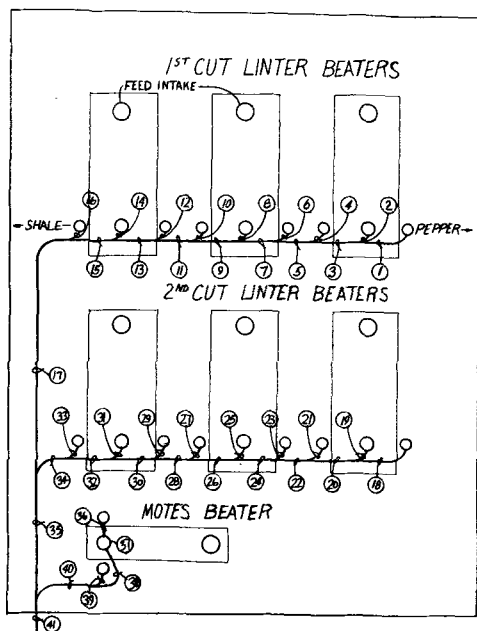 1ST CUT LINTER BEATERS
FEED INTAKE
16 14 12 10 8 6 4 2
←SHALE PEPPER→
15 13 11 9 7 5 3 1
2ND CUT LINTER BEATERS
17
33 31 29 27 25 23 21 19
34 32 30 28 26 24 22 20 18
MOTES BEATER
36
35
37
38
40
39
41